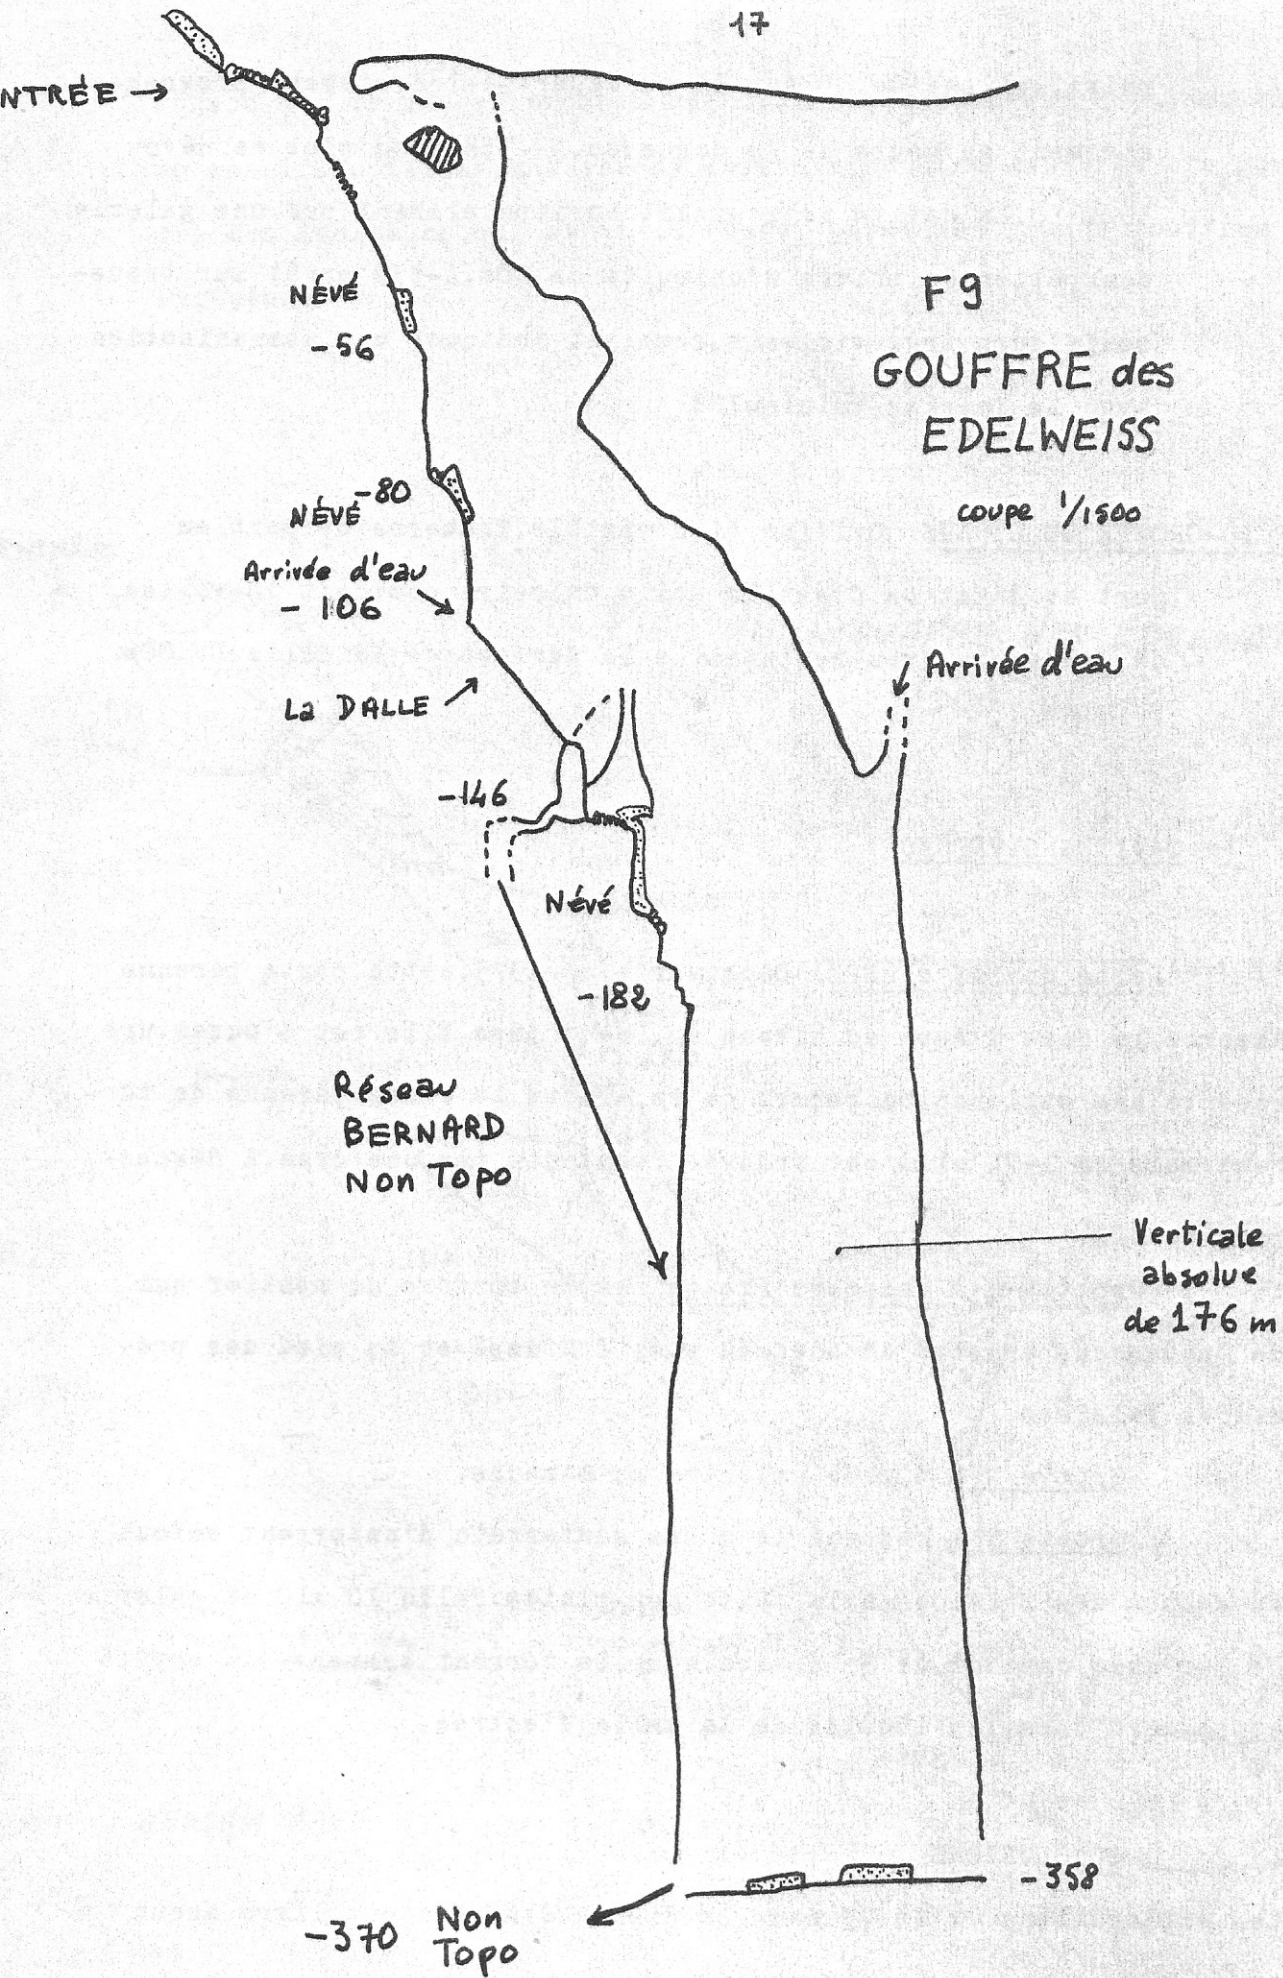 17
NTRÉE
NÉVÉ
-56
F9
GOUFFRE des
EDELWEISS
coupe 1/1500
-80
NÉVÉ
Arrivée d'eau
- 106
La DALLE
Arrivée d'eau
-146
Névé
-182
Réseau
BERNARD
Non Topo
Verticale
absolue
de 176 m
-358
-370 Non
Topo